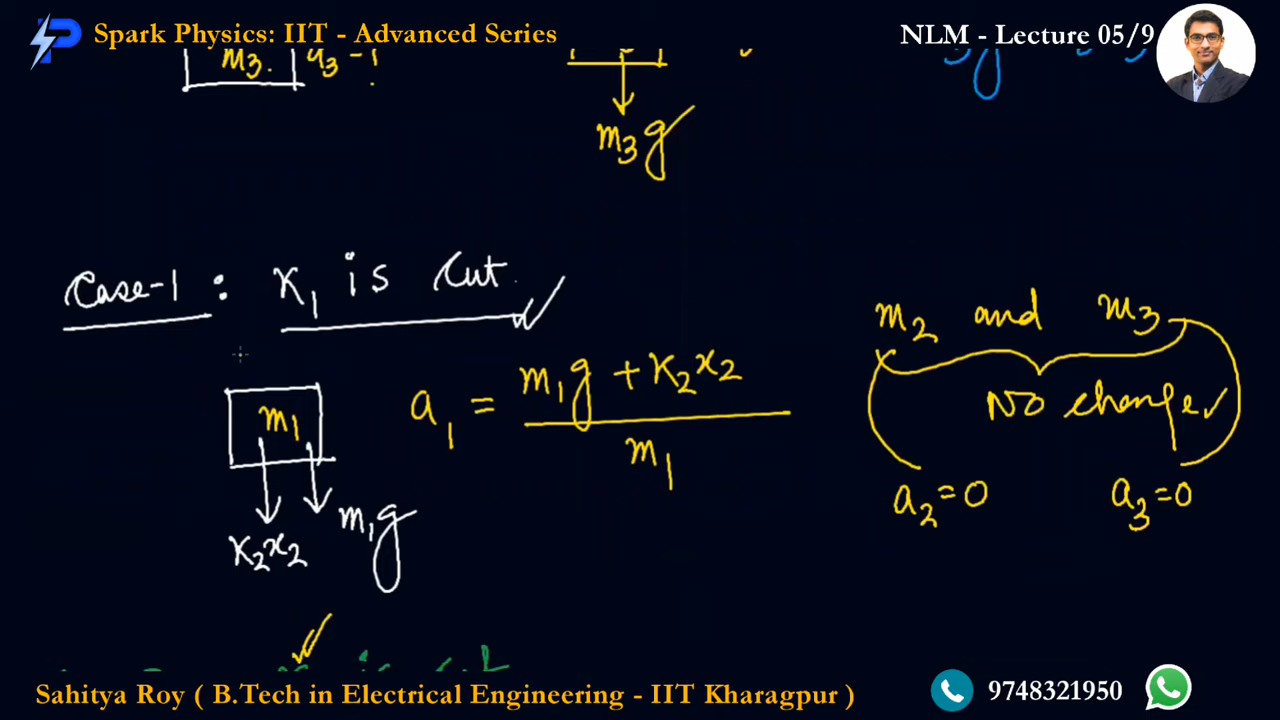 Spark Physics: IIT - Advanced Series
NLM - Lecture 05/9
m3. a3 -
m3g
Case-1 : K1 is Cut.
m1
a1 = (m1g + K2x2) / m1
K2x2
m1g
m2 and m3
No change
a2 = 0
a3 = 0
is
Sahitya Roy ( B.Tech in Electrical Engineering - IIT Kharagpur )
9748321950